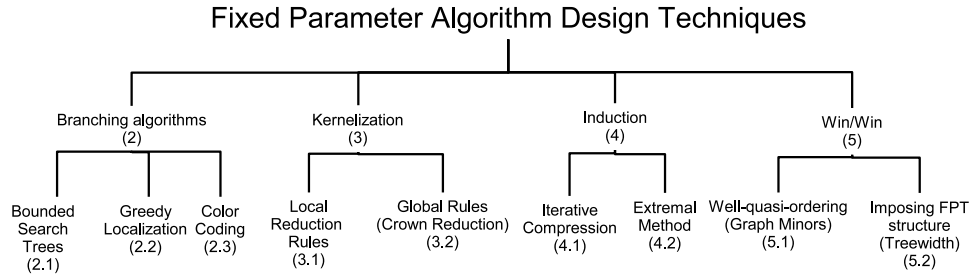 Fixed Parameter Algorithm Design Techniques
Branching algorithms
(2)
Kernelization
(3)
Induction
(4)
Win/Win
(5)
Bounded
Search
Trees
(2.1)
Greedy
Localization
(2.2)
Color
Coding
(2.3)
Local
Reduction
Rules
(3.1)
Global Rules
(Crown Reduction)
(3.2)
Iterative
Compression
(4.1)
Extremal
Method
(4.2)
Well-quasi-ordering
(Graph Minors)
(5.1)
Imposing FPT
structure
(Treewidth)
(5.2)